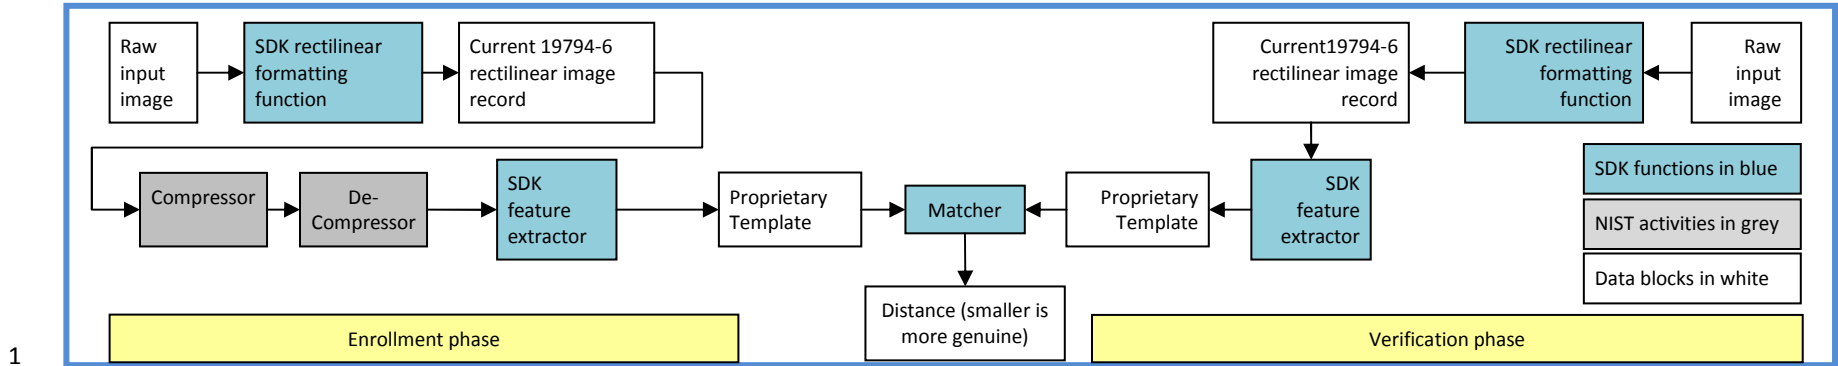 Raw
input
image
SDK rectilinear
formatting
function
Current 19794-6
rectilinear image
record
Current19794-6
rectilinear image
record
SDK rectilinear
formatting
function
Raw
input
image
Compressor
De-
Compressor
SDK
feature
extractor
Proprietary
Template
Matcher
Proprietary
Template
SDK
feature
extractor
SDK functions in blue
NIST activities in grey
Data blocks in white
Distance (smaller is
more genuine)
Enrollment phase
Verification phase
1